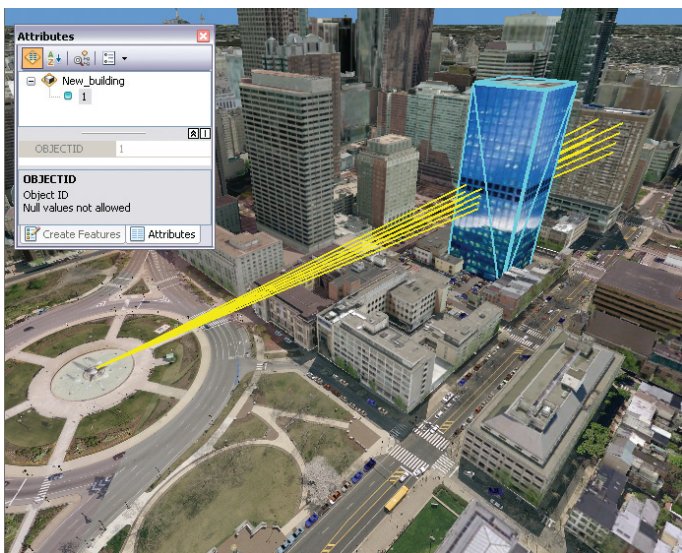 Attributes
New_building
1
OBJECTID 1
OBJECTID
Object ID
Null values not allowed
Create Features Attributes